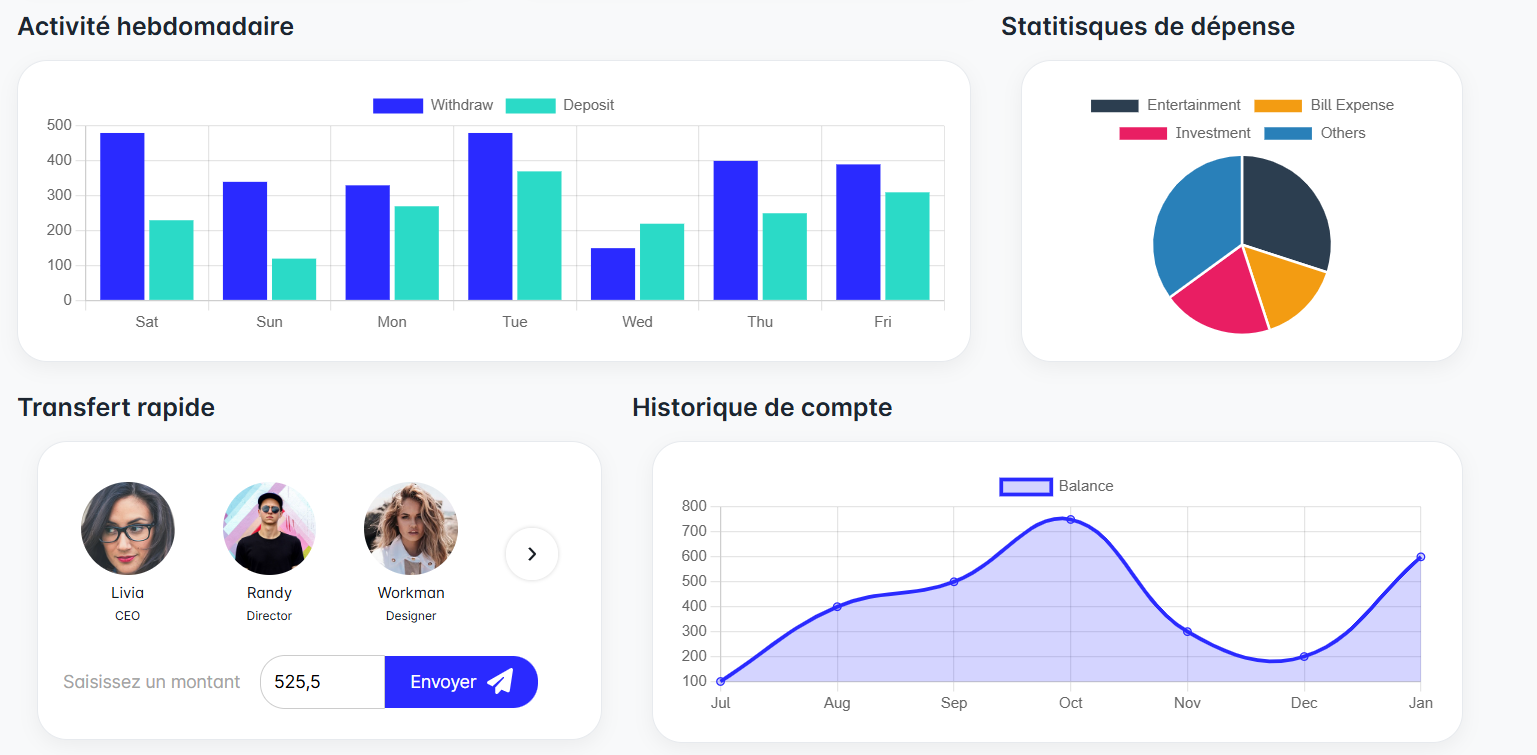 Activité hebdomadaire
Statitisques de dépense
Withdraw Deposit
500
400
300
200
100
0
Sat Sun Mon Tue Wed Thu Fri
Entertainment Bill Expense
Investment Others
Transfert rapide
Historique de compte
Livia Randy Workman
CEO Director Designer
Saisissez un montant 525,5 Envoyer
Balance
800
700
600
500
400
300
200
100
Jul Aug Sep Oct Nov Dec Jan